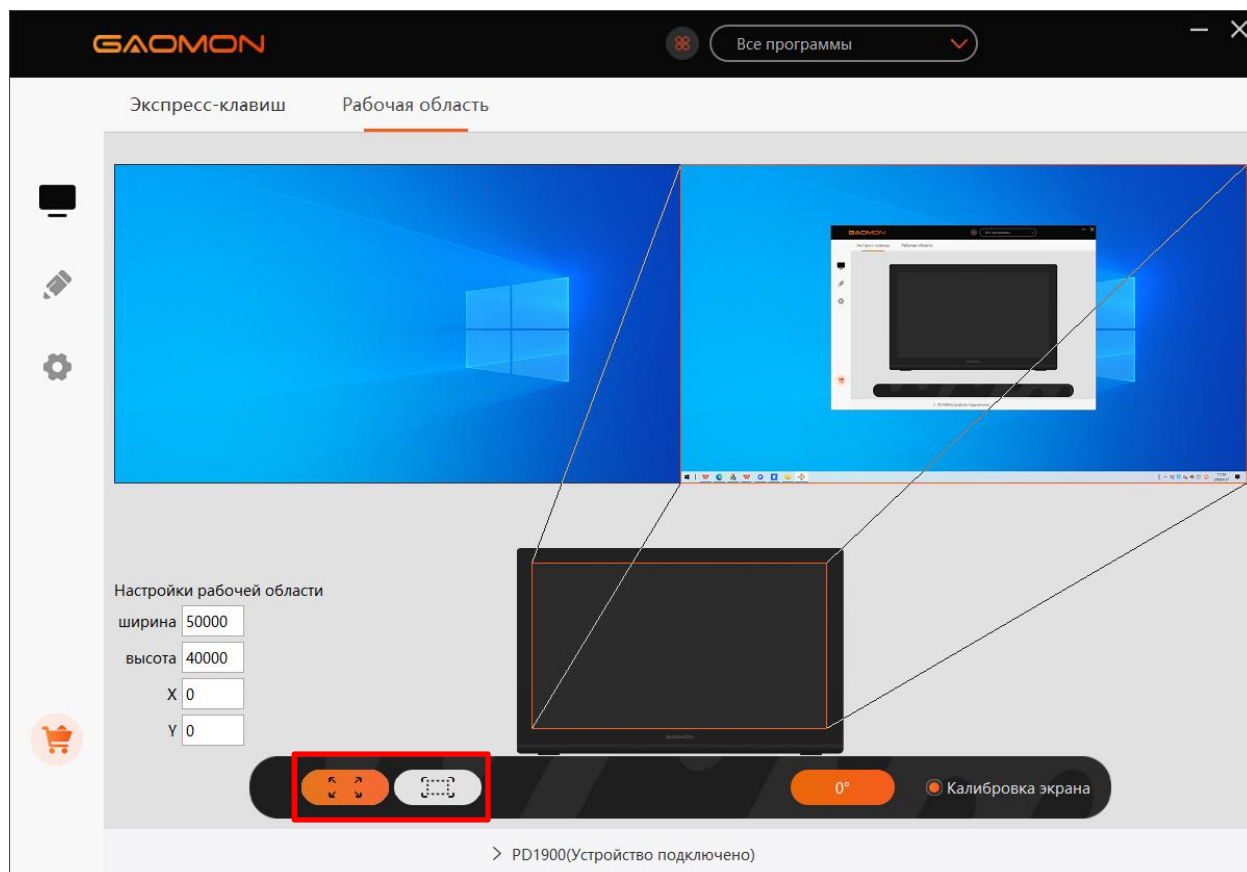 GAOMON
Все программы
Экспресс-клавиш
Рабочая область
GAOMON
Настройки рабочей области
ширина 50000
высота 40000
X 0
Y 0
0°
Калибровка экрана
PD1900(Устройство подключено)